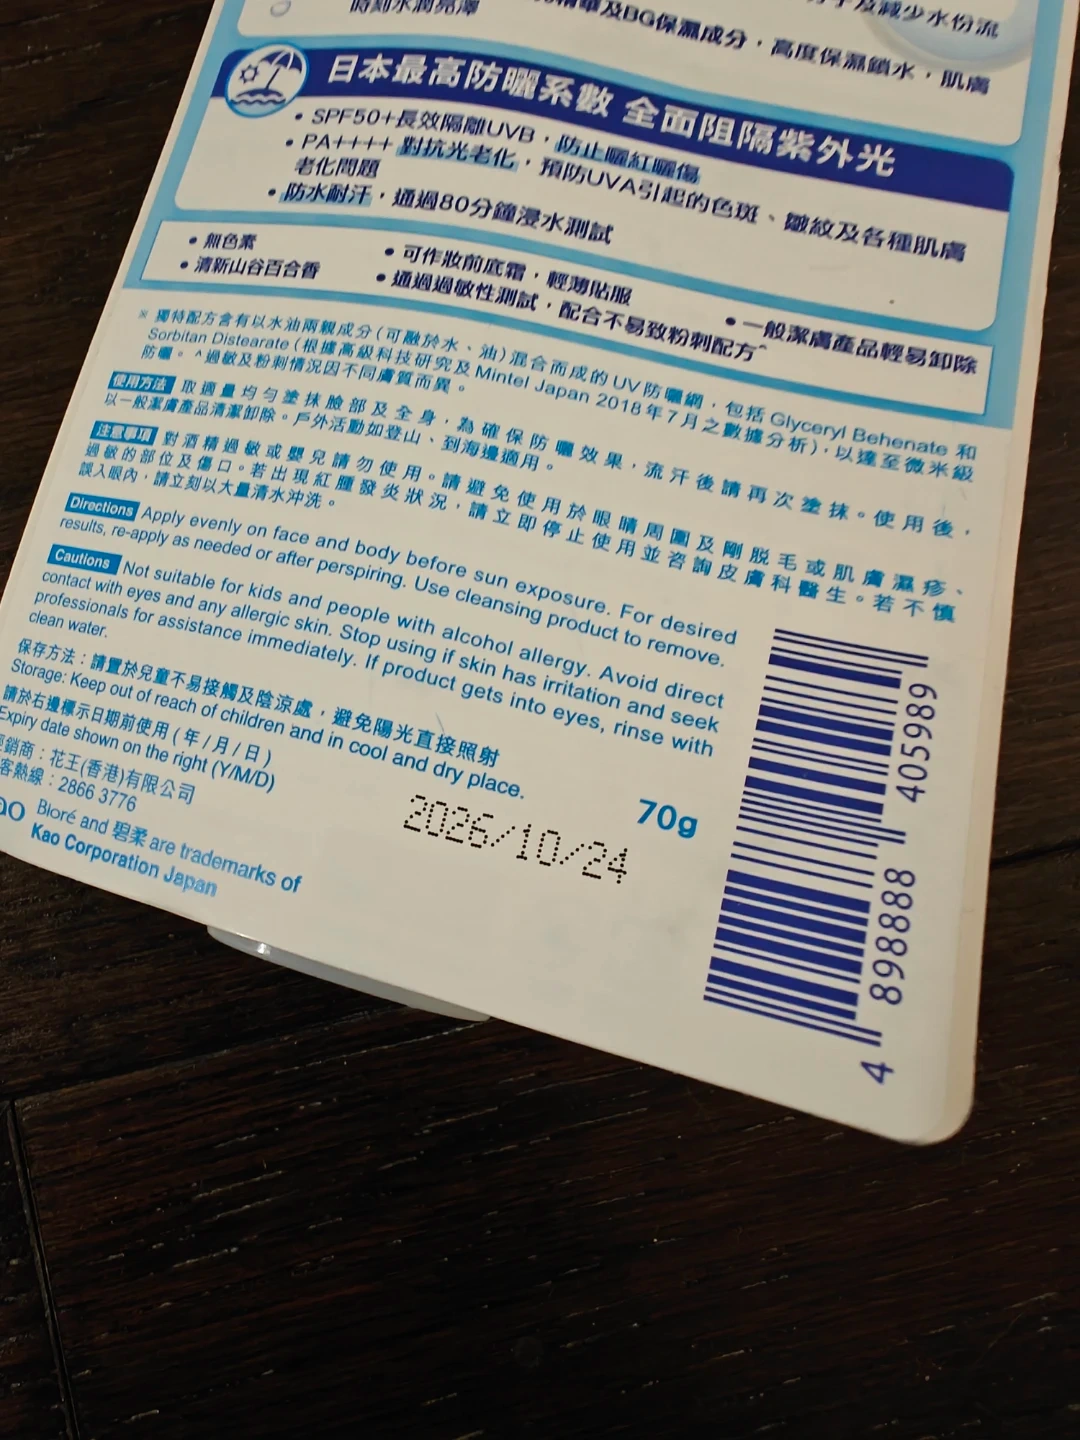 時刻水潤亮澤
及減少水份流
精華及BG保濕成分，高度保濕鎖水，肌膚
日本最高防曬系數 全面阻隔紫外光
• SPF50+長效隔離UVB，防止曬紅曬傷
• PA++++ 對抗光老化，預防UVA引起的色斑、皺紋及各種肌膚
老化問題
• 防水耐汗，通過80分鐘浸水測試
• 無色素
• 清新山谷百合香
• 可作妝前底霜，輕薄貼服
• 通過過敏性測試，配合不易致粉刺配方^
• 一般潔膚產品輕易卸除
※ 獨特配方含有以水油兩親成分(可融於水、油)混合而成的UV防曬網，包括Glyceryl Behenate 和
Sorbitan Distearate (根據高級科技研究及Mintel Japan 2018年7月之數據分析)，以達至微米級
防曬。 ^過敏及粉刺情況因不同膚質而異。
使用方法 取適量均勻塗抹臉部及全身，為確保防曬效果，流汗後請再次塗抹。使用後，
以一般潔膚產品清潔卸除。戶外活動如登山、到海邊適用。
注意事項 對酒精過敏或嬰兒請勿使用。請避免使用於眼睛周圍及剛脫毛或肌膚濕疹、
過敏的部位及傷口。若出現紅腫發炎狀況，請立即停止使用並咨詢皮膚科醫生。若不慎
誤入眼內，請立刻以大量清水沖洗。
Directions Apply evenly on face and body before sun exposure. For desired
results, re-apply as needed or after perspiring. Use cleansing product to remove.
Cautions Not suitable for kids and people with alcohol allergy. Avoid direct
contact with eyes and any allergic skin. Stop using if skin has irritation and seek
professionals for assistance immediately. If product gets into eyes, rinse with
clean water.
保存方法：請置於兒童不易接觸及陰涼處，避免陽光直接照射
Storage: Keep out of reach of children and in cool and dry place.
請於右邊標示日期前使用 (年/月/日)
Expiry date shown on the right (Y/M/D)
經銷商：花王(香港)有限公司
客熱線：2866 3776
Bioré and 碧柔 are trademarks of
Kao Corporation Japan
2026/10/24
70g
4 898888 405989